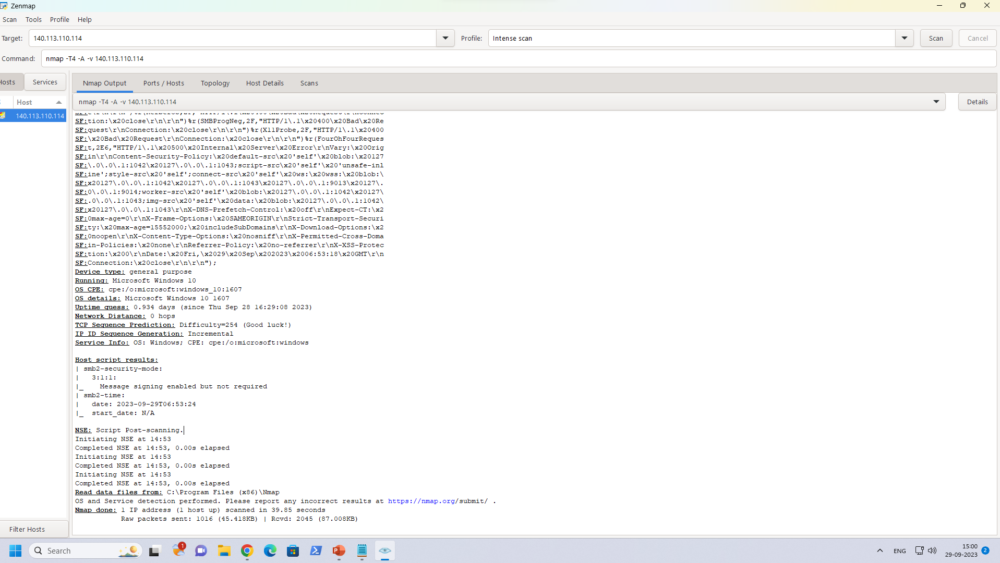 Zenmap
Scan Tools Profile Help
Target: 140.113.110.114 Profile: Intense scan Scan Cancel
Command: nmap -T4 -A -v 140.113.110.114
Hosts Services
Nmap Output Ports / Hosts Topology Host Details Scans
Host
nmap -T4 -A -v 140.113.110.114 Details
140.113.110.114
SF:tion:\x20close\r\n\r\n")%r(SMBProgNeg,2F,"HTTP/1\.1\x20400\x20Bad\x20Re
SF:quest\r\nConnection:\x20close\r\n\r\n")%r(X11Probe,2F,"HTTP/1\.1\x20400
SF:\x20Bad\x20Request\r\nConnection:\x20close\r\n\r\n")%r(FourOhFourReques
SF:t,2E6,"HTTP/1\.1\x20500\x20Internal\x20Server\x20Error\r\nVary:\x20Orig
SF:in\r\nContent-Security-Policy:\x20default-src\x20'self'\x20blob:\x20127
SF:\.0\.0\.1:1042\x20127\.0\.0\.1:1043;script-src\x20'self'\x20'unsafe-inl
SF:ine';style-src\x20'self';connect-src\x20'self'\x20ws:\x20wss:\x20blob:\
SF:x20127\.0\.0\.1:1042\x20127\.0\.0\.1:1043\x20127\.0\.0\.1:9013\x20127\.
SF:0\.0\.1:9014;worker-src\x20'self'\x20blob:\x20127\.0\.0\.1:1042\x20127\
SF:.0\.0\.1:1043;img-src\x20'self'\x20data:\x20blob:\x20127\.0\.0\.1:1042\
SF:x20127\.0\.0\.1:1043\r\nX-DNS-Prefetch-Control:\x20off\r\nExpect-CT:\x2
SF:0max-age=0\r\nX-Frame-Options:\x20SAMEORIGIN\r\nStrict-Transport-Securi
SF:ty:\x20max-age=15552000;\x20includeSubDomains\r\nX-Download-Options:\x2
SF:0noopen\r\nX-Content-Type-Options:\x20nosniff\r\nX-Permitted-Cross-Doma
SF:in-Policies:\x20none\r\nReferrer-Policy:\x20no-referrer\r\nX-XSS-Protec
SF:tion:\x200\r\nDate:\x20Fri,\x2029\x20Sep\x202023\x2006:53:18\x20GMT\r\n
SF:Connection:\x20close\r\n\r\n");
Device type: general purpose
Running: Microsoft Windows 10
OS CPE: cpe:/o:microsoft:windows_10:1607
OS details: Microsoft Windows 10 1607
Uptime guess: 0.934 days (since Thu Sep 28 16:29:08 2023)
Network Distance: 0 hops
TCP Sequence Prediction: Difficulty=254 (Good luck!)
IP ID Sequence Generation: Incremental
Service Info: OS: Windows; CPE: cpe:/o:microsoft:windows
Host script results:
| smb2-security-mode:
|   3:1:1:
|_    Message signing enabled but not required
| smb2-time:
|   date: 2023-09-29T06:53:24
|_  start_date: N/A
NSE: Script Post-scanning.
Initiating NSE at 14:53
Completed NSE at 14:53, 0.00s elapsed
Initiating NSE at 14:53
Completed NSE at 14:53, 0.00s elapsed
Initiating NSE at 14:53
Completed NSE at 14:53, 0.00s elapsed
Read data files from: C:\Program Files (x86)\Nmap
OS and Service detection performed. Please report any incorrect results at https://nmap.org/submit/ .
Nmap done: 1 IP address (1 host up) scanned in 39.85 seconds
Raw packets sent: 1016 (45.418KB) | Rcvd: 2045 (87.008KB)
Filter Hosts
Search 1 ENG 15:00 2
29-09-2023